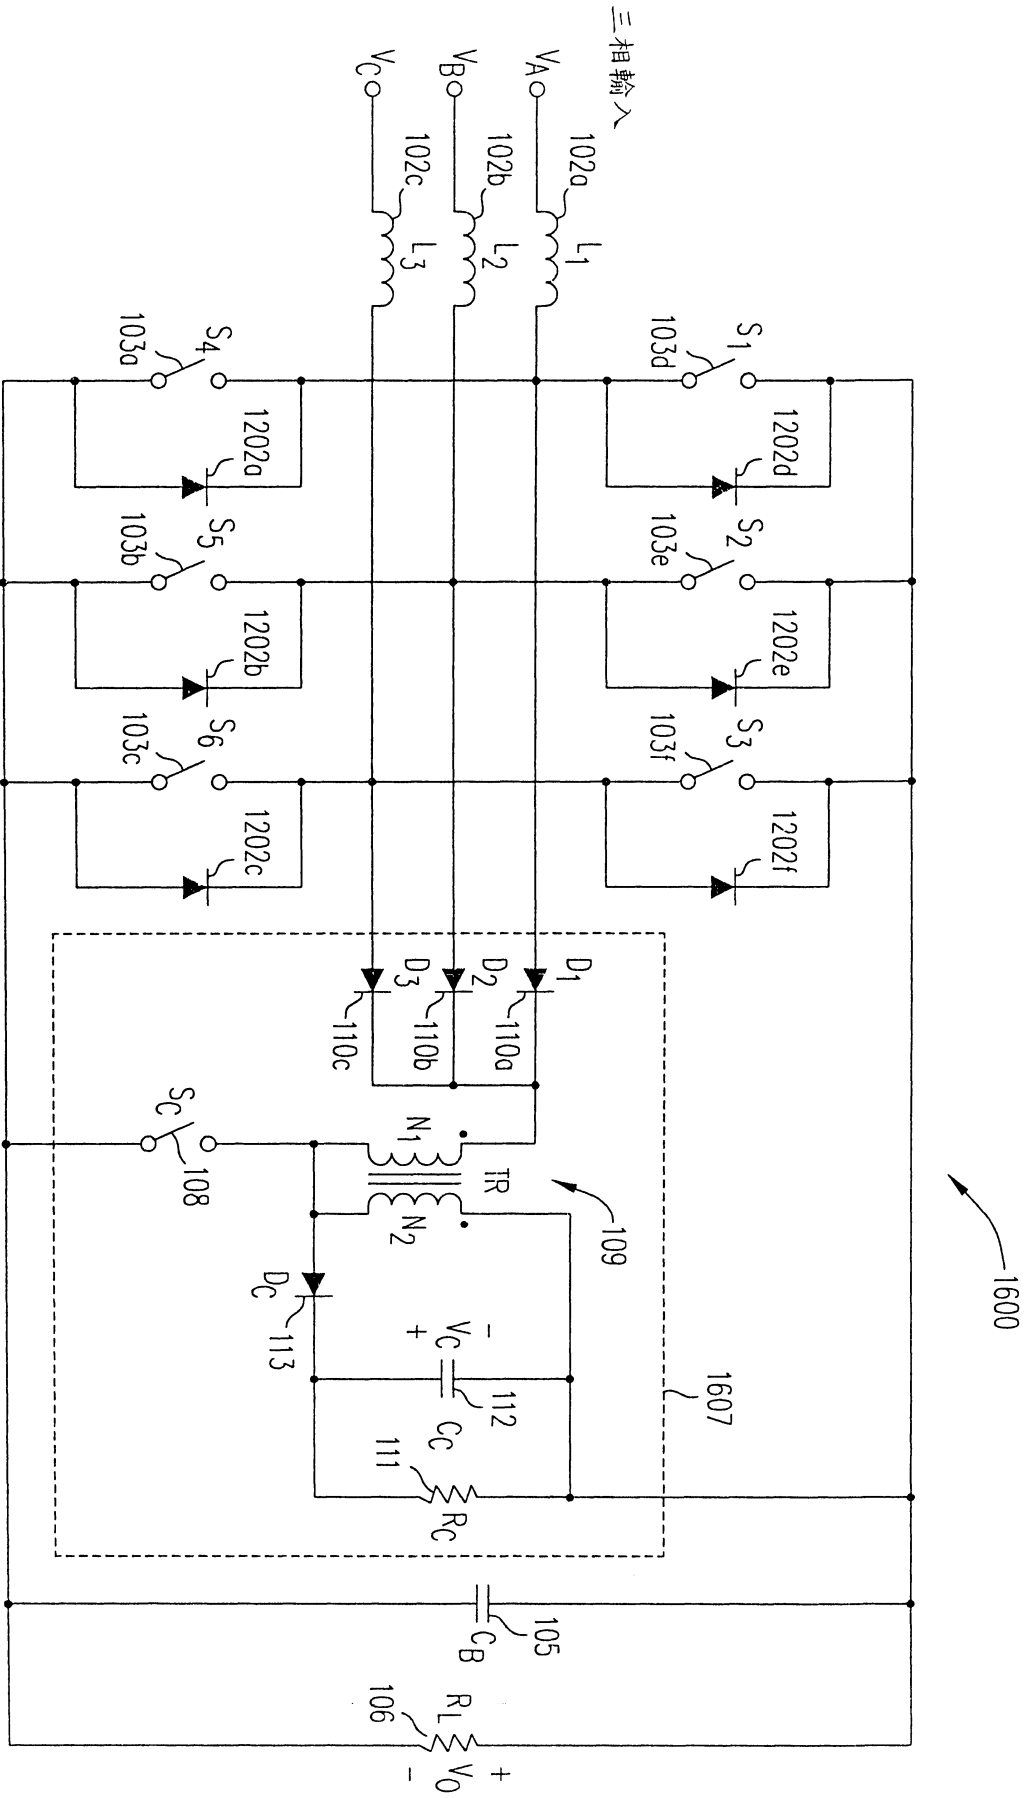 1600
三相輸入
VA
102a
L1
VB
102b
L2
VC
102c
L3
S1
103d
1202d
S2
103e
1202e
S3
103f
1202f
S4
103a
1202a
S5
103b
1202b
S6
103c
1202c
1607
D1
110a
D2
110b
D3
110c
109
TR
N1
N2
SC
108
DC
113
−
VC
+
112
CC
111
RC
105
CB
RL
106
+
VO
−